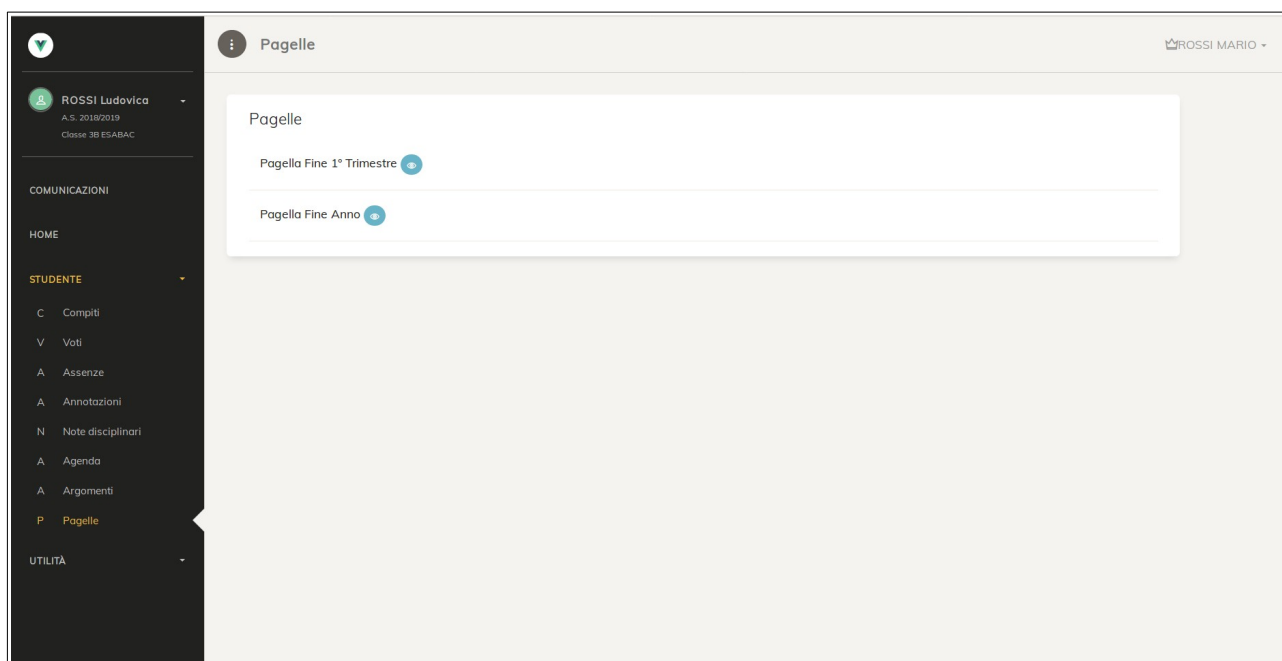 ROSSI Ludovica
A.S. 2018/2019
Classe 3B ESABAC
COMUNICAZIONI
HOME
STUDENTE
C Compiti
V Voti
A Assenze
A Annotazioni
N Note disciplinari
A Agenda
A Argomenti
P Pagelle
UTILITÀ
Pagelle
ROSSI MARIO
Pagelle
Pagella Fine 1° Trimestre
Pagella Fine Anno